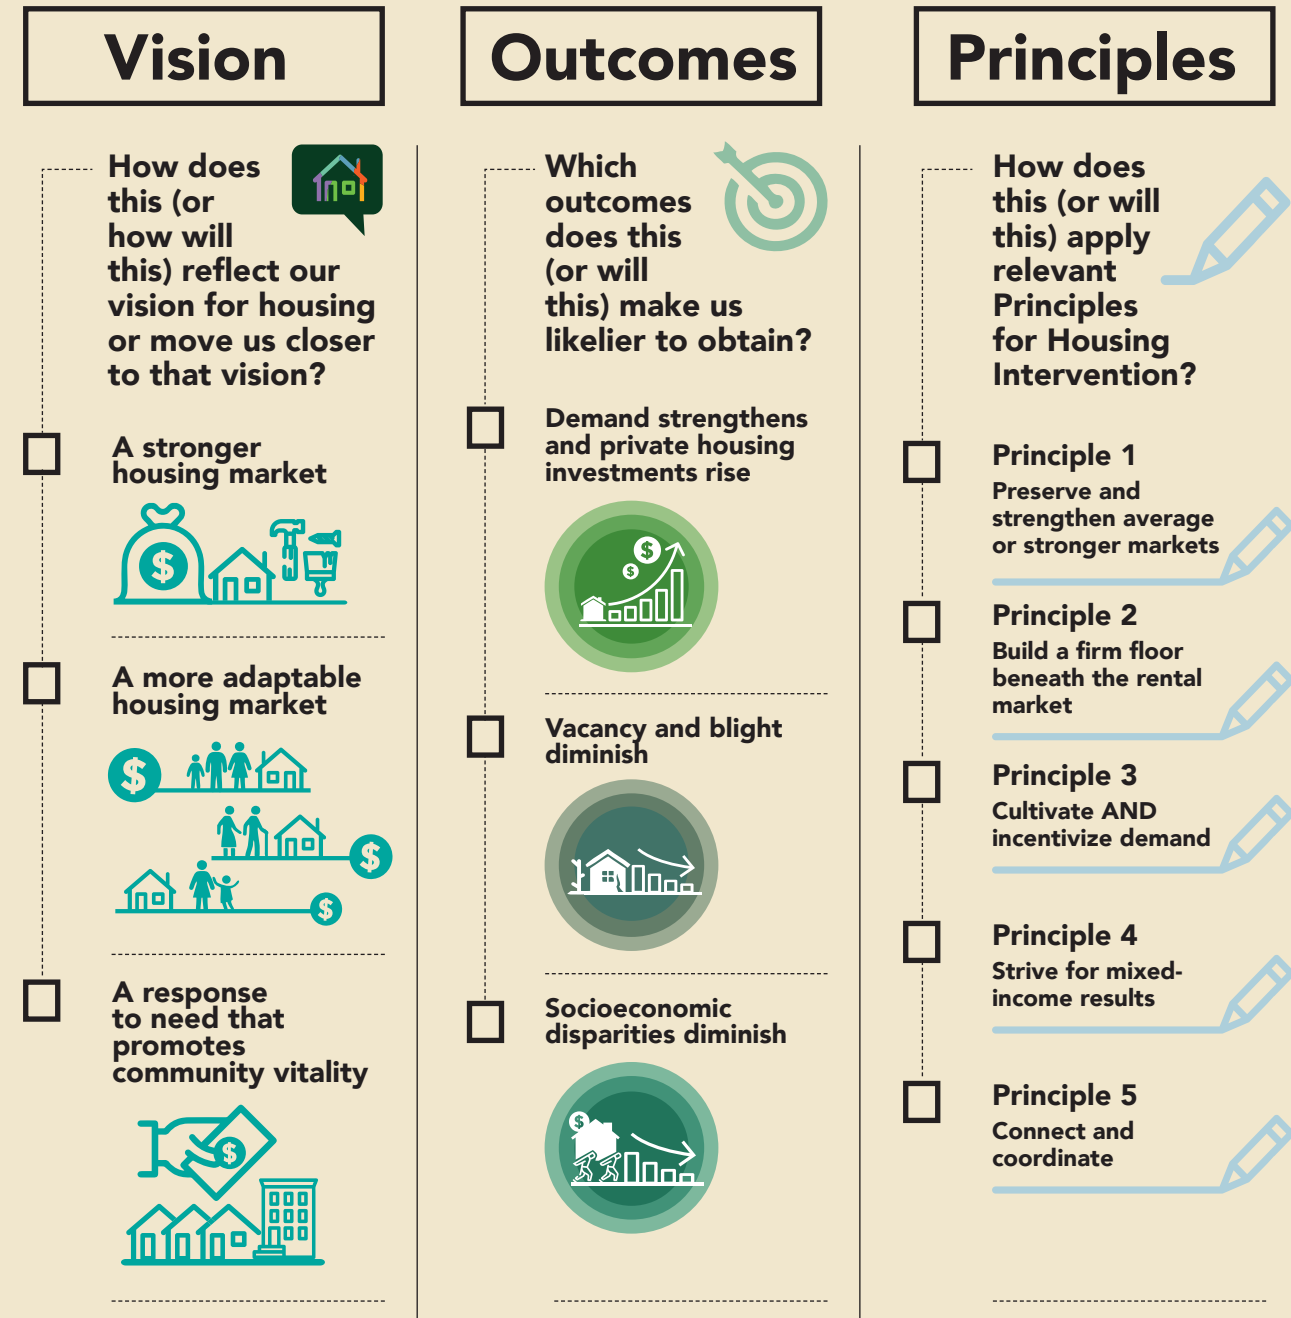 Vision
How does
this (or
how will
this) reflect our
vision for housing
or move us closer
to that vision?
A stronger
housing market
$
A more adaptable
housing market
$
$
$
A response
to need that
promotes
community vitality
$
Outcomes
Which
outcomes
does this
(or will
this) make us
likelier to obtain?
Demand strengthens
and private housing
investments rise
$
$
Vacancy and blight
diminish
Socioeconomic
disparities diminish
$
Principles
How does
this (or will
this) apply
relevant
Principles
for Housing
Intervention?
Principle 1
Preserve and
strengthen average
or stronger markets
Principle 2
Build a firm floor
beneath the rental
market
Principle 3
Cultivate AND
incentivize demand
Principle 4
Strive for mixed-
income results
Principle 5
Connect and
coordinate